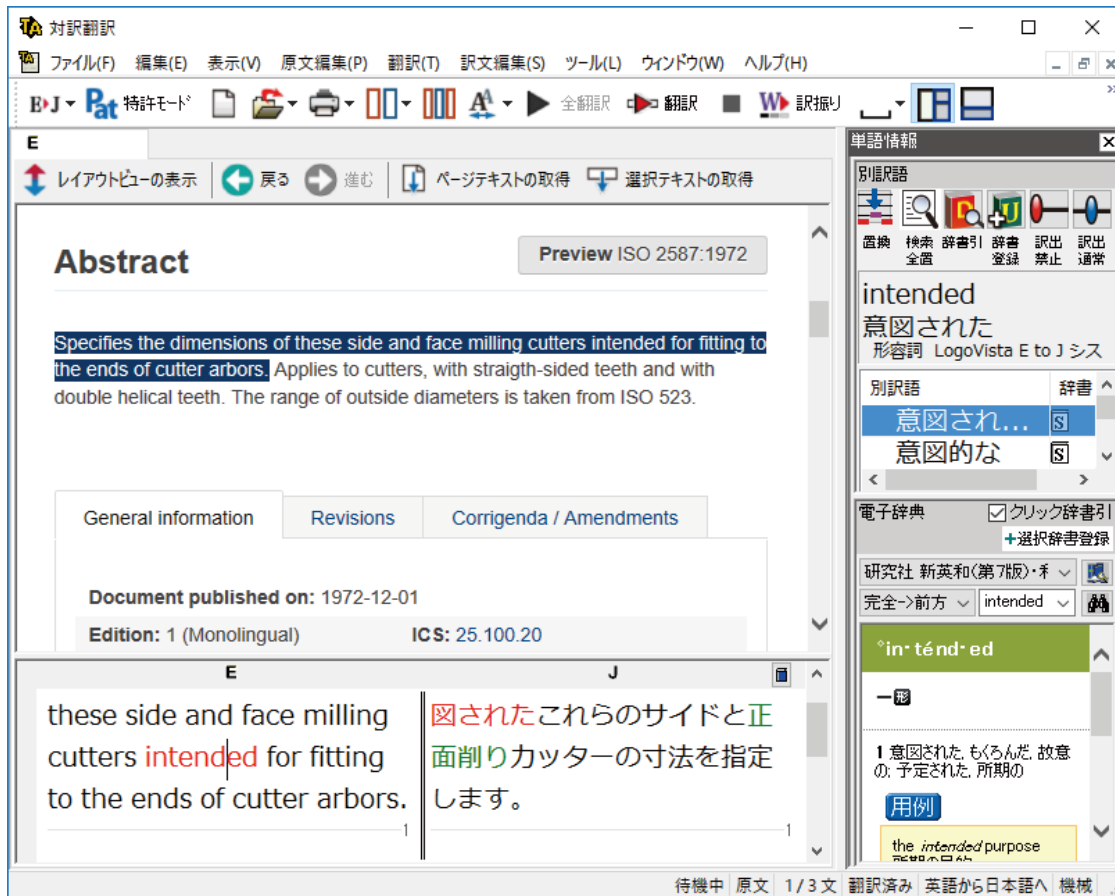 対訳翻訳
ファイル(F) 編集(E) 表示(V) 原文編集(P) 翻訳(T) 訳文編集(S) ツール(L) ウィンドウ(W) ヘルプ(H)
E J Pat 特許モード 全翻訳 翻訳 W 訳振り
E
レイアウトビューの表示 戻る 進む ページテキストの取得 選択テキストの取得
Abstract
Preview ISO 2587:1972
Specifies the dimensions of these side and face milling cutters intended for fitting to
the ends of cutter arbors. Applies to cutters, with straigth-sided teeth and with
double helical teeth. The range of outside diameters is taken from ISO 523.
General information Revisions Corrigenda / Amendments
Document published on: 1972-12-01
Edition: 1 (Monolingual) ICS: 25.100.20
E J
these side and face milling
cutters intended for fitting
to the ends of cutter arbors.
1
図されたこれらのサイドと正
面削りカッターの寸法を指定
します。
1
単語情報
別訳語
置換 検索 辞書引 辞書 訳出 訳出
全置 登録 禁止 通常
intended
意図された
形容詞 LogoVista E to J シス
別訳語 辞書
意図され... S
意図的な S
電子辞典 クリック辞書引
+選択辞書登録
研究社 新英和(第7版)・
完全->前方 intended
in・ténd・ed
一形
1 意図された, もくろんだ, 故意
の; 予定された, 所期の
用例
the intended purpose
所期の目的
待機中 原文 1/3文 翻訳済み 英語から日本語へ 機械